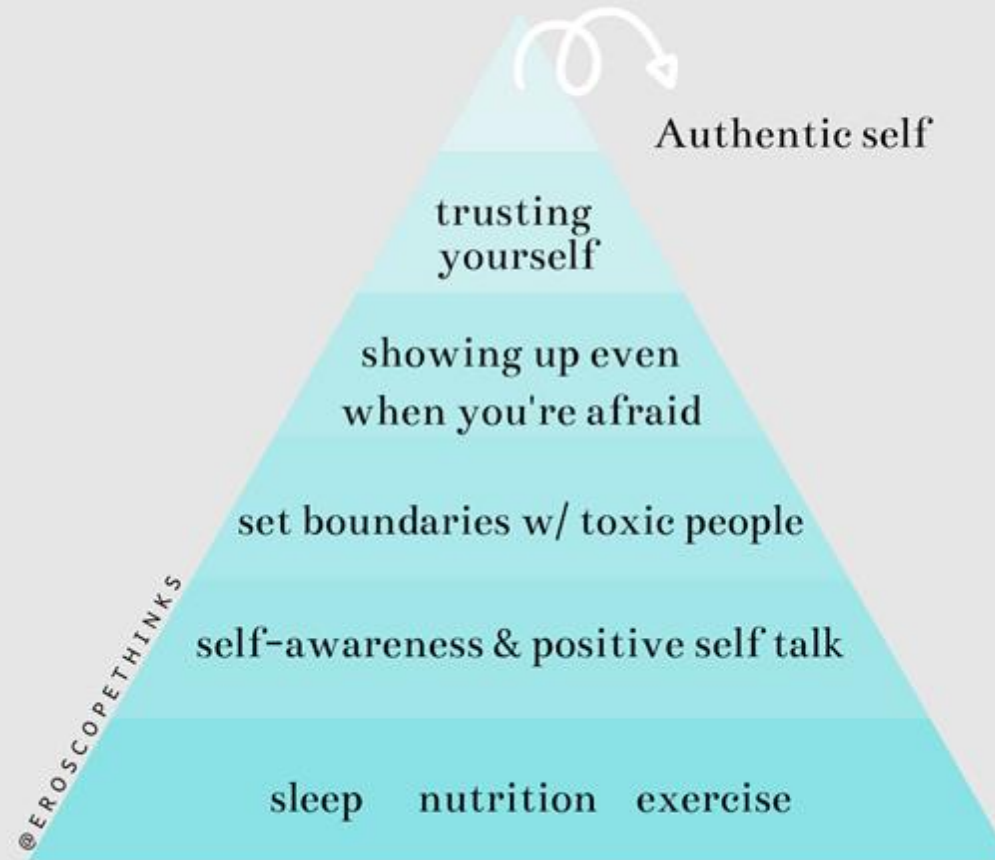 Authentic self
trusting
yourself
showing up even
when you're afraid
set boundaries w/ toxic people
self-awareness & positive self talk
sleep nutrition exercise
@EROSCOPETHINKS